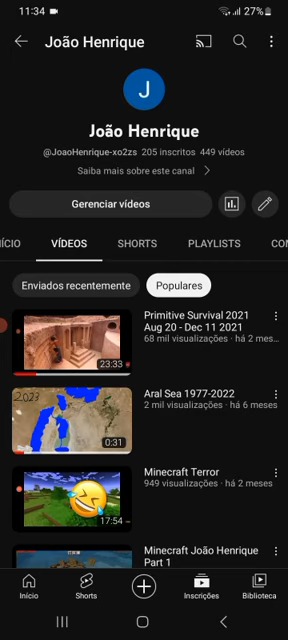 11:34
27%
João Henrique
J
João Henrique
@JoaoHenrique-xo2zs 205 inscritos 449 vídeos
Saiba mais sobre este canal
Gerenciar vídeos
ÍCIO VÍDEOS SHORTS PLAYLISTS COM
Enviados recentemente Populares
Primitive Survival 2021
Aug 20 - Dec 11 2021
68 mil visualizações · há 2 mes...
23:33
2023
Aral Sea 1977-2022
2 mil visualizações · há 6 meses
0:31
Minecraft Terror
949 visualizações · há 2 meses
17:54
Minecraft João Henrique
Part 1
Início Shorts Inscrições Biblioteca